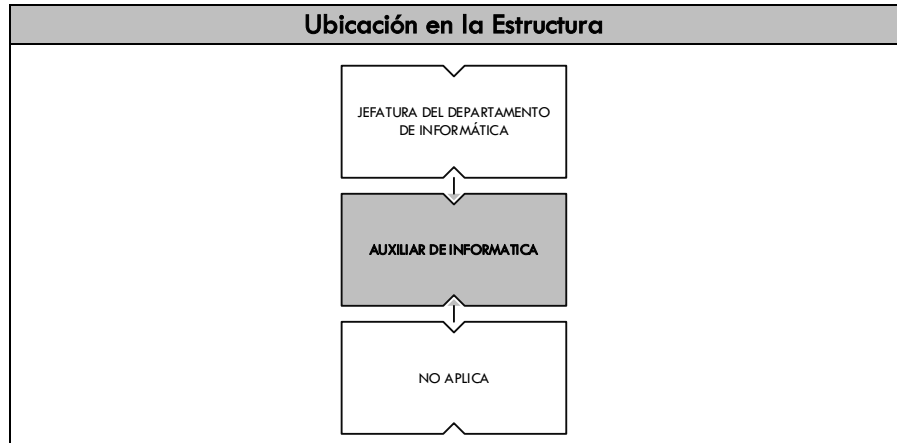 Ubicación en la Estructura
JEFATURA DEL DEPARTAMENTO
DE INFORMÁTICA
AUXILIAR DE INFORMATICA
NO APLICA